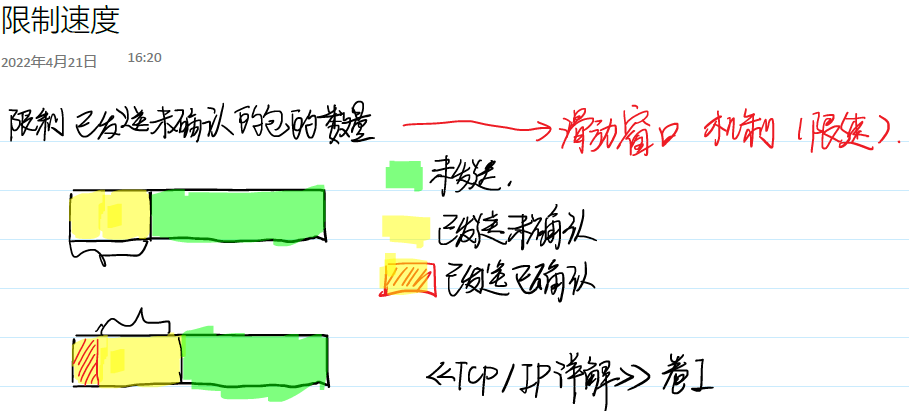 限制速度
2022年4月21日 16:20
限制已发送未确认的包的数量 → 滑动窗口机制(限速).
未发送.
已发送未确认
已发送已确认
<<TCP/IP详解>> 卷I